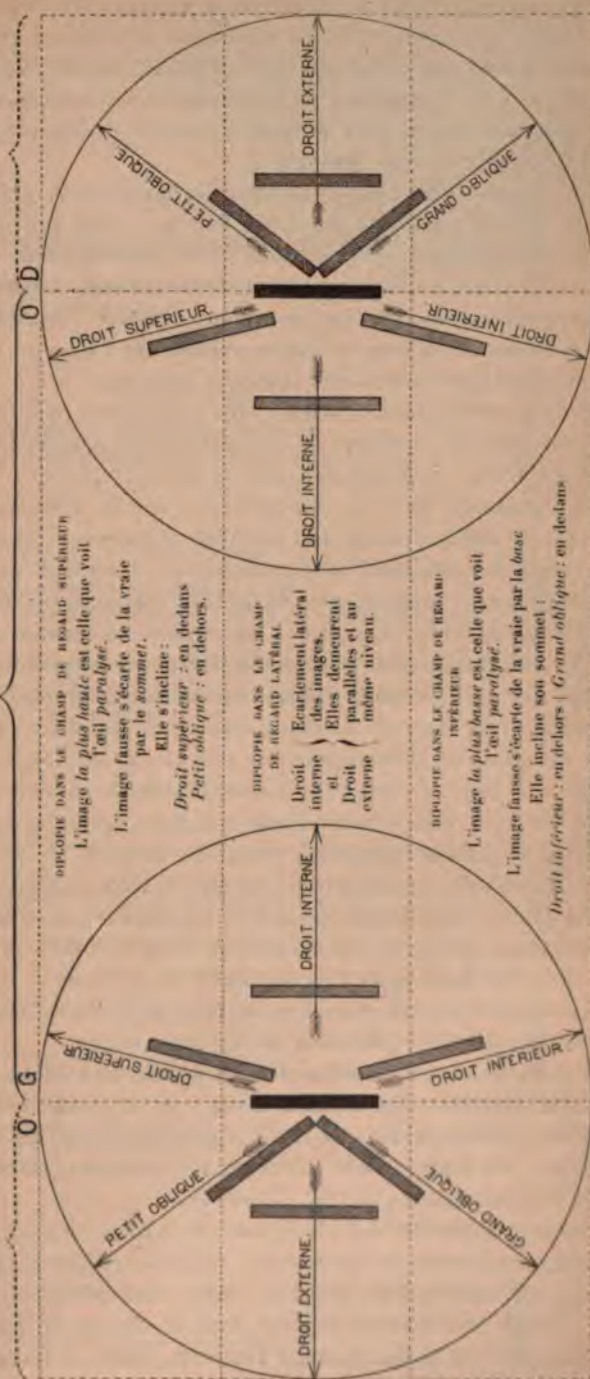 O G
O D
DROIT SUPERIEUR
PETIT OBLIQUE
DROIT INTERNE
DROIT EXTERNE.
GRAND OBLIQUE
DROIT INTERIEUR
DIPLOPIE DANS LE CHAMP DE REGARD SUPÉRIEUR
L'image la plus haute est celle que voit
l'œil paralysé.
L'image fausse s'écarte de la vraie
par le sommet.
Elle s'incline :
Droit supérieur : en dedans
Petit oblique : en dehors.
DIPLOPIE DANS LE CHAMP
DE REGARD LATÉRAL
Droit
interne
et
Droit
externe
Ecartement latéral
des images.
Elles demeurent
parallèles et au
même niveau.
DIPLOPIE DANS LE CHAMP DE REGARD
INFÉRIEUR
L'image la plus basse est celle que voit
l'œil paralysé.
L'image fausse s'écarte de la vraie par la base
Elle incline son sommet :
Droit inférieur : en dehors | Grand oblique : en dedans
DROIT SUPERIEUR
PETIT OBLIQUE
DROIT INTERNE.
DROIT EXTERNE.
GRAND OBLIQUE
DROIT INFERIEUR